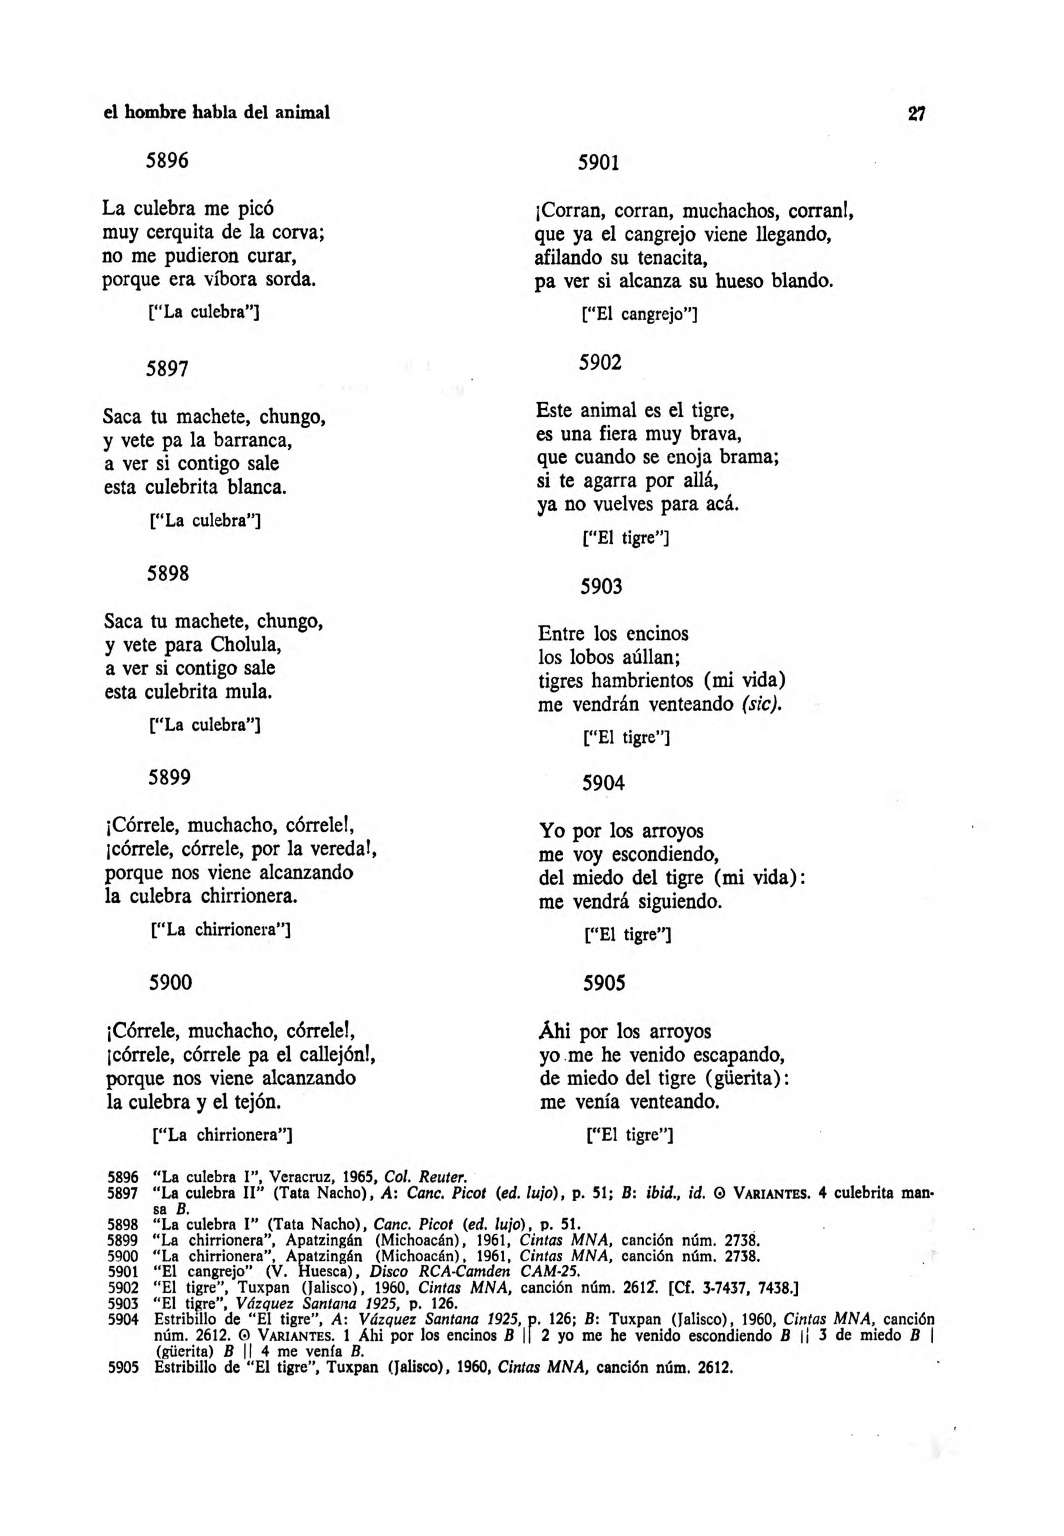 el hombre habla del animal 27
5896
La culebra me picó
muy cerquita de la corva;
no me pudieron curar,
porque era víbora sorda.
["La culebra"]
5897
Saca tu machete, chungo,
y vete pa la barranca,
a ver si contigo sale
esta culebrita blanca.
["La culebra"]
5898
Saca tu machete, chungo,
y vete para Cholula,
a ver si contigo sale
esta culebrita mula.
["La culebra"]
5899
¡Córrele, muchacho, córrele!,
¡córrele, córrele, por la vereda!,
porque nos viene alcanzando
la culebra chirrionera.
["La chirrionera"]
5900
¡Córrele, muchacho, córrele!,
¡córrele, córrele pa el callejón!,
porque nos viene alcanzando
la culebra y el tejón.
["La chirrionera"]
5901
¡Corran, corran, muchachos, corran!,
que ya el cangrejo viene llegando,
afilando su tenacita,
pa ver si alcanza su hueso blando.
["El cangrejo"]
5902
Este animal es el tigre,
es una fiera muy brava,
que cuando se enoja brama;
si te agarra por allá,
ya no vuelves para acá.
["El tigre"]
5903
Entre los encinos
los lobos aúllan;
tigres hambrientos (mi vida)
me vendrán venteando (sic).
["El tigre"]
5904
Yo por los arroyos
me voy escondiendo,
del miedo del tigre (mi vida):
me vendrá siguiendo.
["El tigre"]
5905
Áhi por los arroyos
yo me he venido escapando,
de miedo del tigre (güerita):
me venía venteando.
["El tigre"]
5896 "La culebra I", Veracruz, 1965, Col. Reuter.
5897 "La culebra II" (Tata Nacho), A: Canc. Picot (ed. lujo), p. 51; B: ibid., id. ⊙ VARIANTES. 4 culebrita man-
sa B.
5898 "La culebra I" (Tata Nacho), Canc. Picot (ed. lujo), p. 51.
5899 "La chirrionera", Apatzingán (Michoacán), 1961, Cintas MNA, canción núm. 2738.
5900 "La chirrionera", Apatzingán (Michoacán), 1961, Cintas MNA, canción núm. 2738.
5901 "El cangrejo" (V. Huesca), Disco RCA-Camden CAM-25.
5902 "El tigre", Tuxpan (Jalisco), 1960, Cintas MNA, canción núm. 2612. [Cf. 3-7437, 7438.]
5903 "El tigre", Vázquez Santana 1925, p. 126.
5904 Estribillo de "El tigre", A: Vázquez Santana 1925, p. 126; B: Tuxpan (Jalisco), 1960, Cintas MNA, canción
núm. 2612. ⊙ VARIANTES. 1 Áhi por los encinos B || 2 yo me he venido escondiendo B || 3 de miedo B |
(güerita) B || 4 me venía B.
5905 Estribillo de "El tigre", Tuxpan (Jalisco), 1960, Cintas MNA, canción núm. 2612.